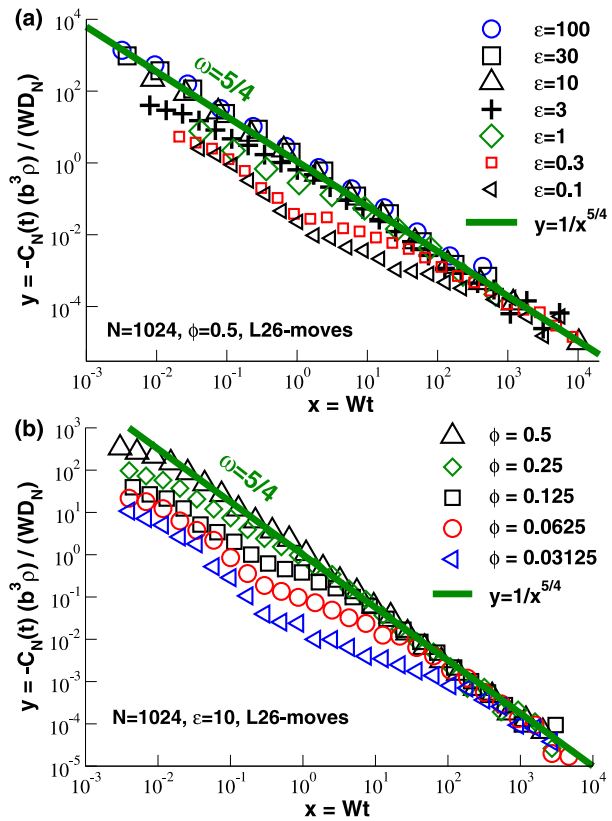 (a)
10^4
10^2
10^0
10^-2
10^-4
y = -C_N(t) (b^3ρ) / (WD_N)
ω=5/4
ε=100
ε=30
ε=10
ε=3
ε=1
ε=0.3
ε=0.1
y=1/x^5/4
N=1024, ϕ=0.5, L26-moves
10^-3 10^-2 10^-1 10^0 10^1 10^2 10^3 10^4
x = Wt
(b)
10^3
10^2
10^1
10^0
10^-1
10^-2
10^-3
10^-4
10^-5
y = -C_N(t) (b^3ρ) / (WD_N)
ω=5/4
ϕ = 0.5
ϕ = 0.25
ϕ = 0.125
ϕ = 0.0625
ϕ = 0.03125
y=1/x^5/4
N=1024, ε=10, L26-moves
10^-3 10^-2 10^-1 10^0 10^1 10^2 10^3 10^4
x = Wt